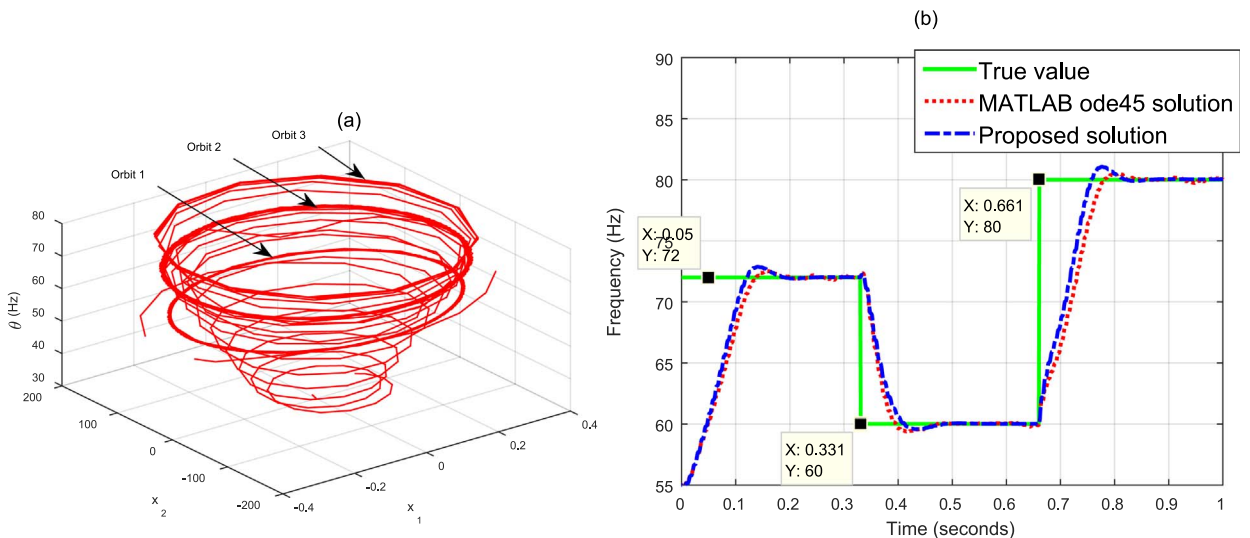 (a)
Orbit 3
Orbit 2
Orbit 1
80
70
60
50
40
30
θ (Hz)
200
100
0
-100
-200
x_2
-0.4
-0.2
0
0.2
0.4
x_1
(b)
True value
MATLAB ode45 solution
Proposed solution
X: 0.05
Y: 72
X: 0.331
Y: 60
X: 0.661
Y: 80
90
85
80
75
70
65
60
55
Frequency (Hz)
0 0.1 0.2 0.3 0.4 0.5 0.6 0.7 0.8 0.9 1
Time (seconds)